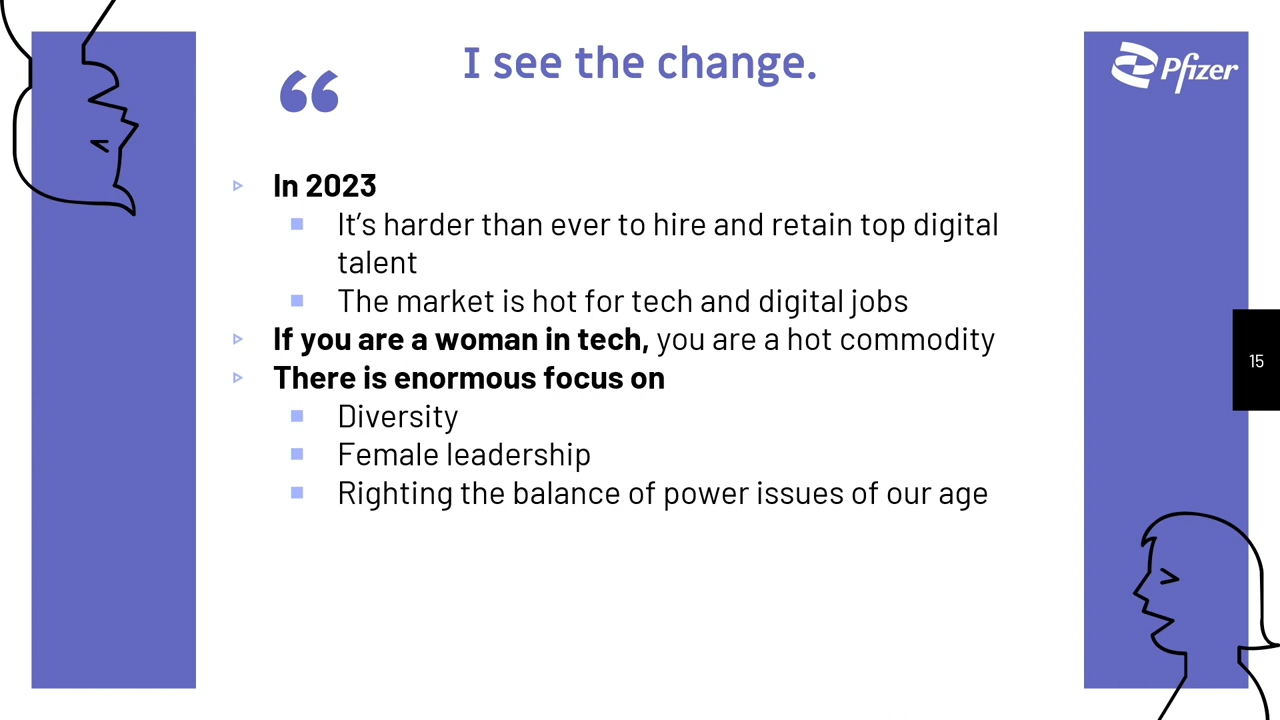 I see the change.
Pfizer
“
In 2023
It’s harder than ever to hire and retain top digital
talent
The market is hot for tech and digital jobs
If you are a woman in tech, you are a hot commodity
There is enormous focus on
Diversity
Female leadership
Righting the balance of power issues of our age
15